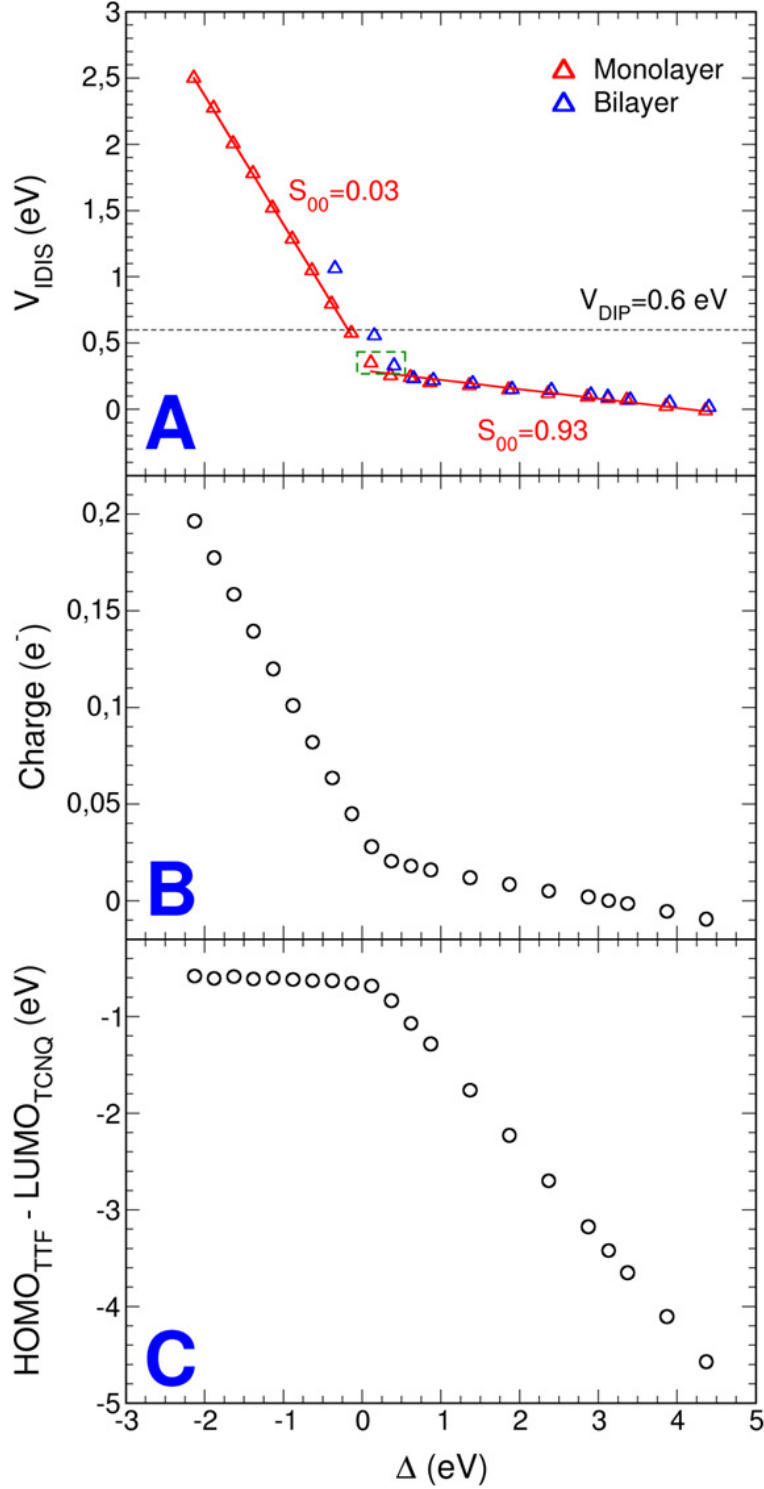 3
2,5
2
1,5
1
0,5
0
V_IDIS (eV)
Monolayer
Bilayer
S_00=0.03
V_DIP=0.6 eV
S_00=0.93
A
0,2
0,15
0,1
0,05
0
Charge (e^-)
B
-1
-2
-3
-4
-5
HOMO_TTF - LUMO_TCNQ (eV)
C
-3 -2 -1 0 1 2 3 4 5
Δ (eV)